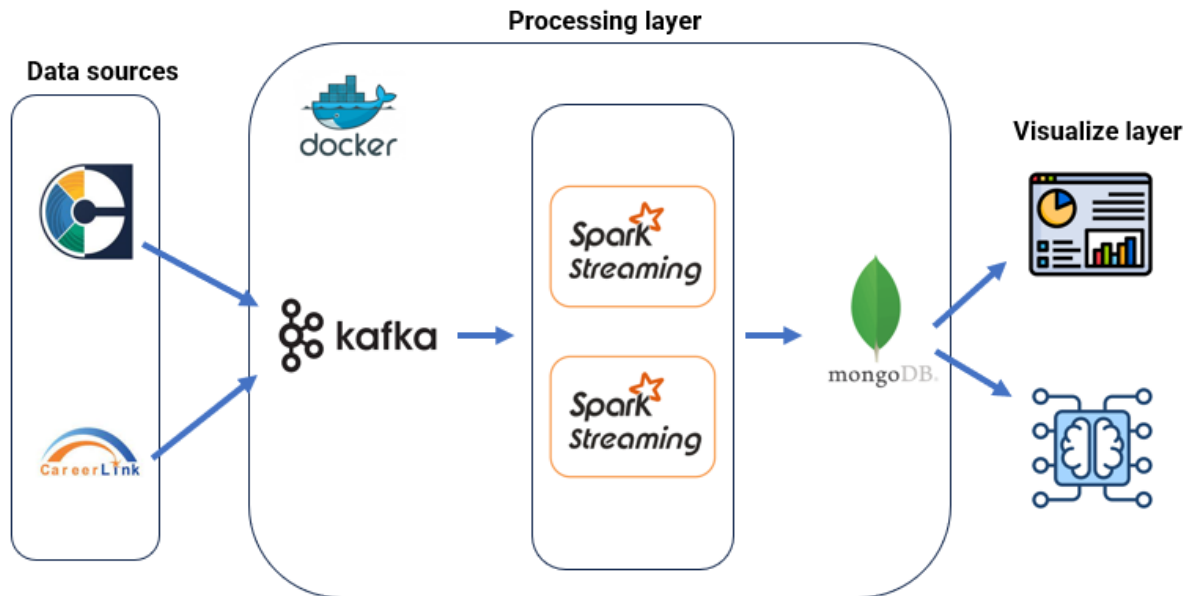 Processing layer
Data sources
docker
Visualize layer
Spark
Streaming
kafka
mongoDB.
Spark
Streaming
CareerLink